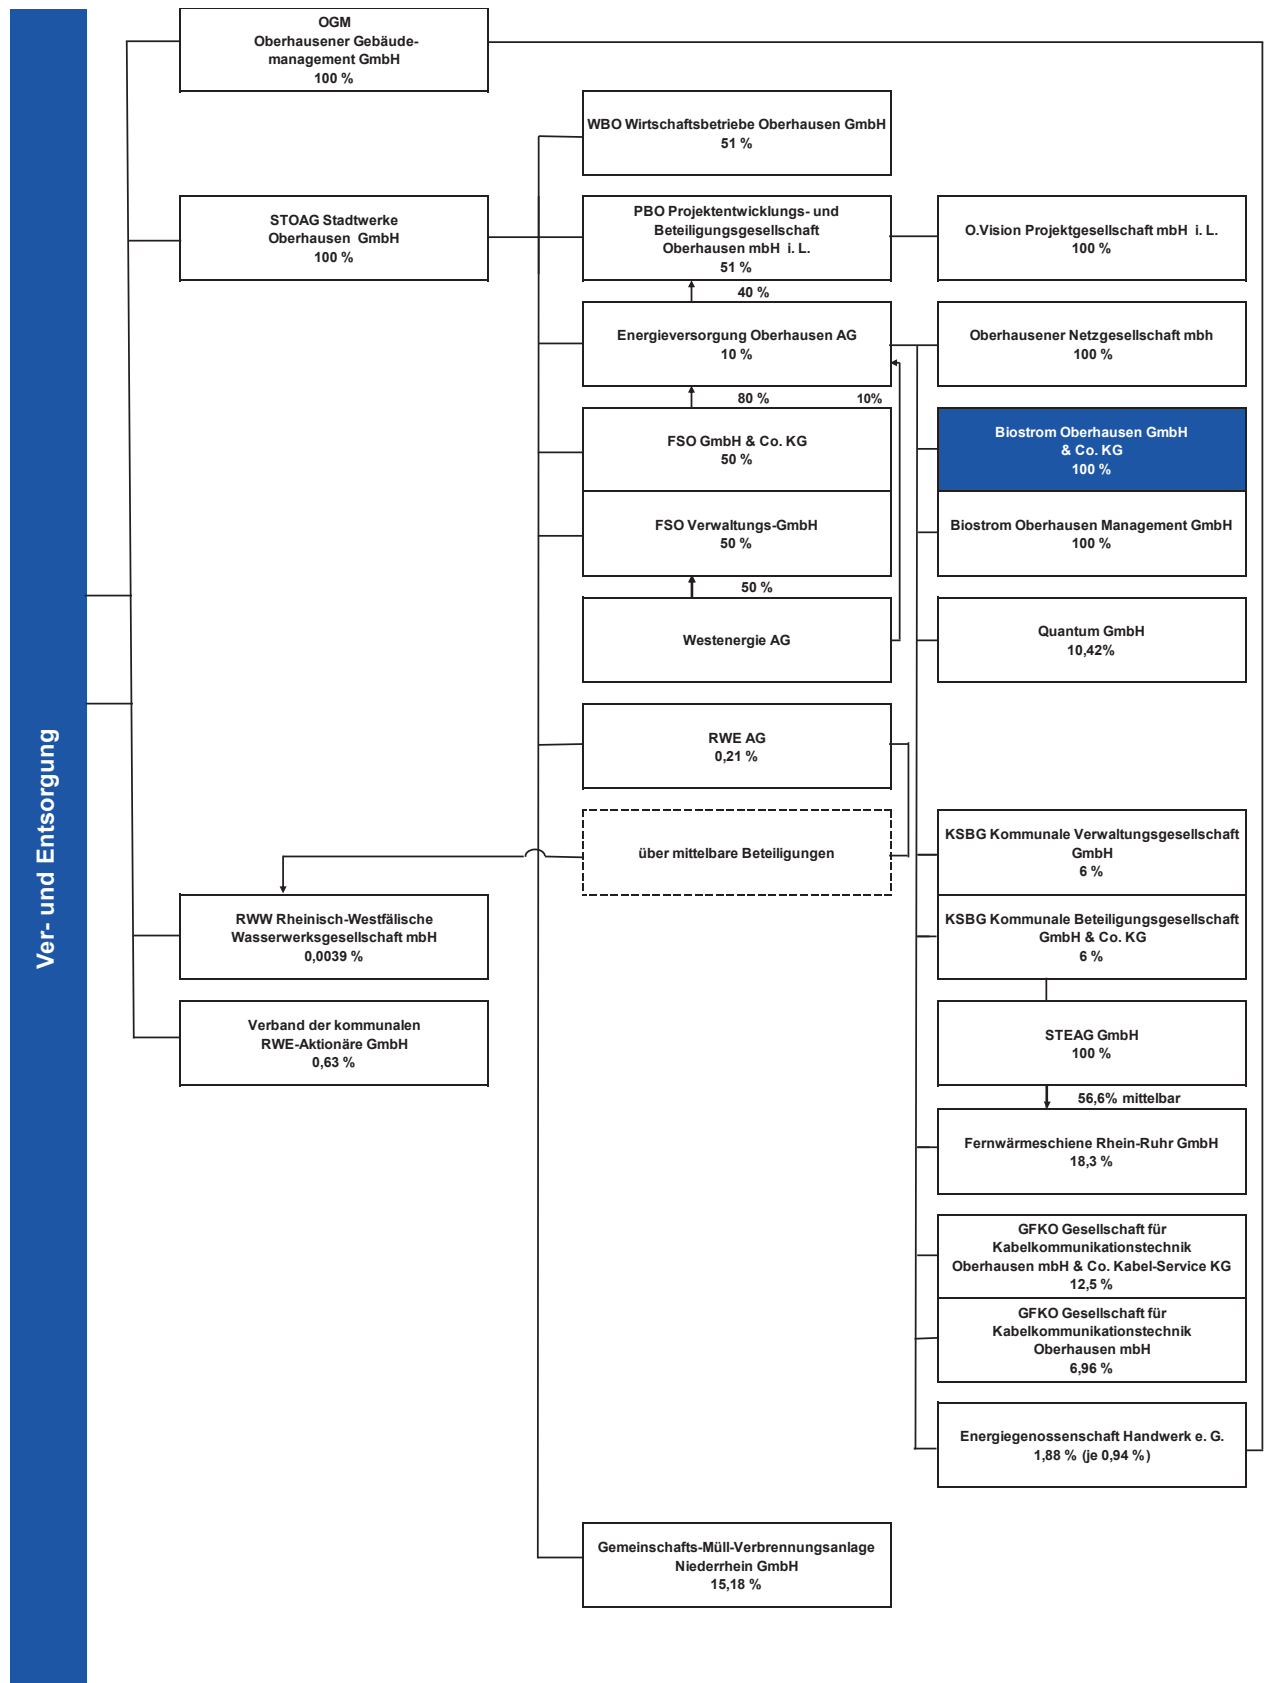 Ver- und Entsorgung
OGM
Oberhausener Gebäude-
management GmbH
100 %
STOAG Stadtwerke
Oberhausen GmbH
100 %
RWW Rheinisch-Westfälische
Wasserwerksgesellschaft mbH
0,0039 %
Verband der kommunalen
RWE-Aktionäre GmbH
0,63 %
WBO Wirtschaftsbetriebe Oberhausen GmbH
51 %
PBO Projektentwicklungs- und
Beteiligungsgesellschaft
Oberhausen mbH i. L.
51 %
40 %
Energieversorgung Oberhausen AG
10 %
80 %
10%
FSO GmbH & Co. KG
50 %
FSO Verwaltungs-GmbH
50 %
50 %
Westenergie AG
RWE AG
0,21 %
über mittelbare Beteiligungen
Gemeinschafts-Müll-Verbrennungsanlage
Niederrhein GmbH
15,18 %
O.Vision Projektgesellschaft mbH i. L.
100 %
Oberhausener Netzgesellschaft mbh
100 %
Biostrom Oberhausen GmbH
& Co. KG
100 %
Biostrom Oberhausen Management GmbH
100 %
Quantum GmbH
10,42%
KSBG Kommunale Verwaltungsgesellschaft
GmbH
6 %
KSBG Kommunale Beteiligungsgesellschaft
GmbH & Co. KG
6 %
STEAG GmbH
100 %
56,6% mittelbar
Fernwärmeschiene Rhein-Ruhr GmbH
18,3 %
GFKO Gesellschaft für
Kabelkommunikationstechnik
Oberhausen mbH & Co. Kabel-Service KG
12,5 %
GFKO Gesellschaft für
Kabelkommunikationstechnik
Oberhausen mbH
6,96 %
Energiegenossenschaft Handwerk e. G.
1,88 % (je 0,94 %)